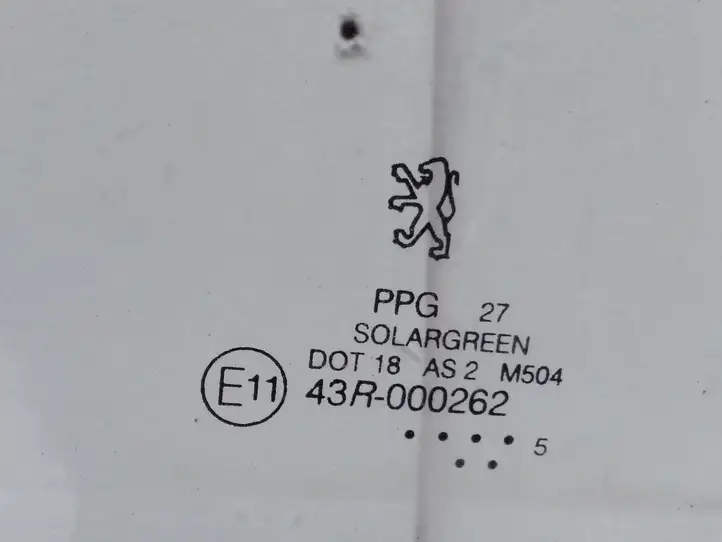 PPG 27
SOLARGREEN
DOT 18 AS 2 M504
E11 43R-000262
5